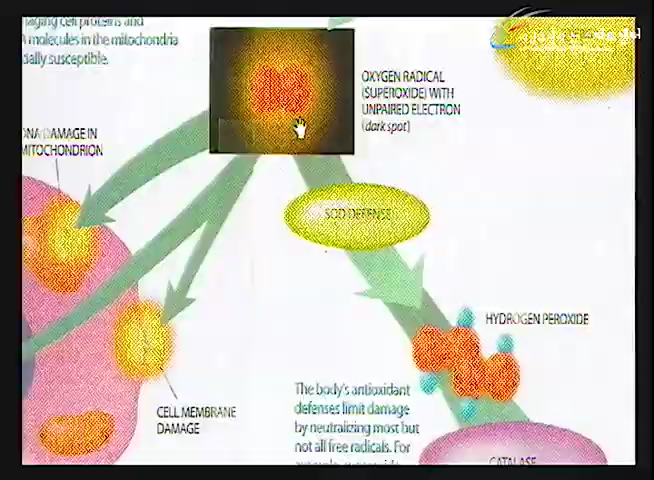 aging cell proteins and
molecules in the mitochondria
ially susceptible.
OXYGEN RADICAL
(SUPEROXIDE) WITH
UNPAIRED ELECTRON
(dark spot)
DNA DAMAGE IN
MITOCHONDRION
SOD DEFENSE
HYDROGEN PEROXIDE
CELL MEMBRANE
DAMAGE
The body's antioxidant
defenses limit damage
by neutralizing most but
not all free radicals. For
CATALASE